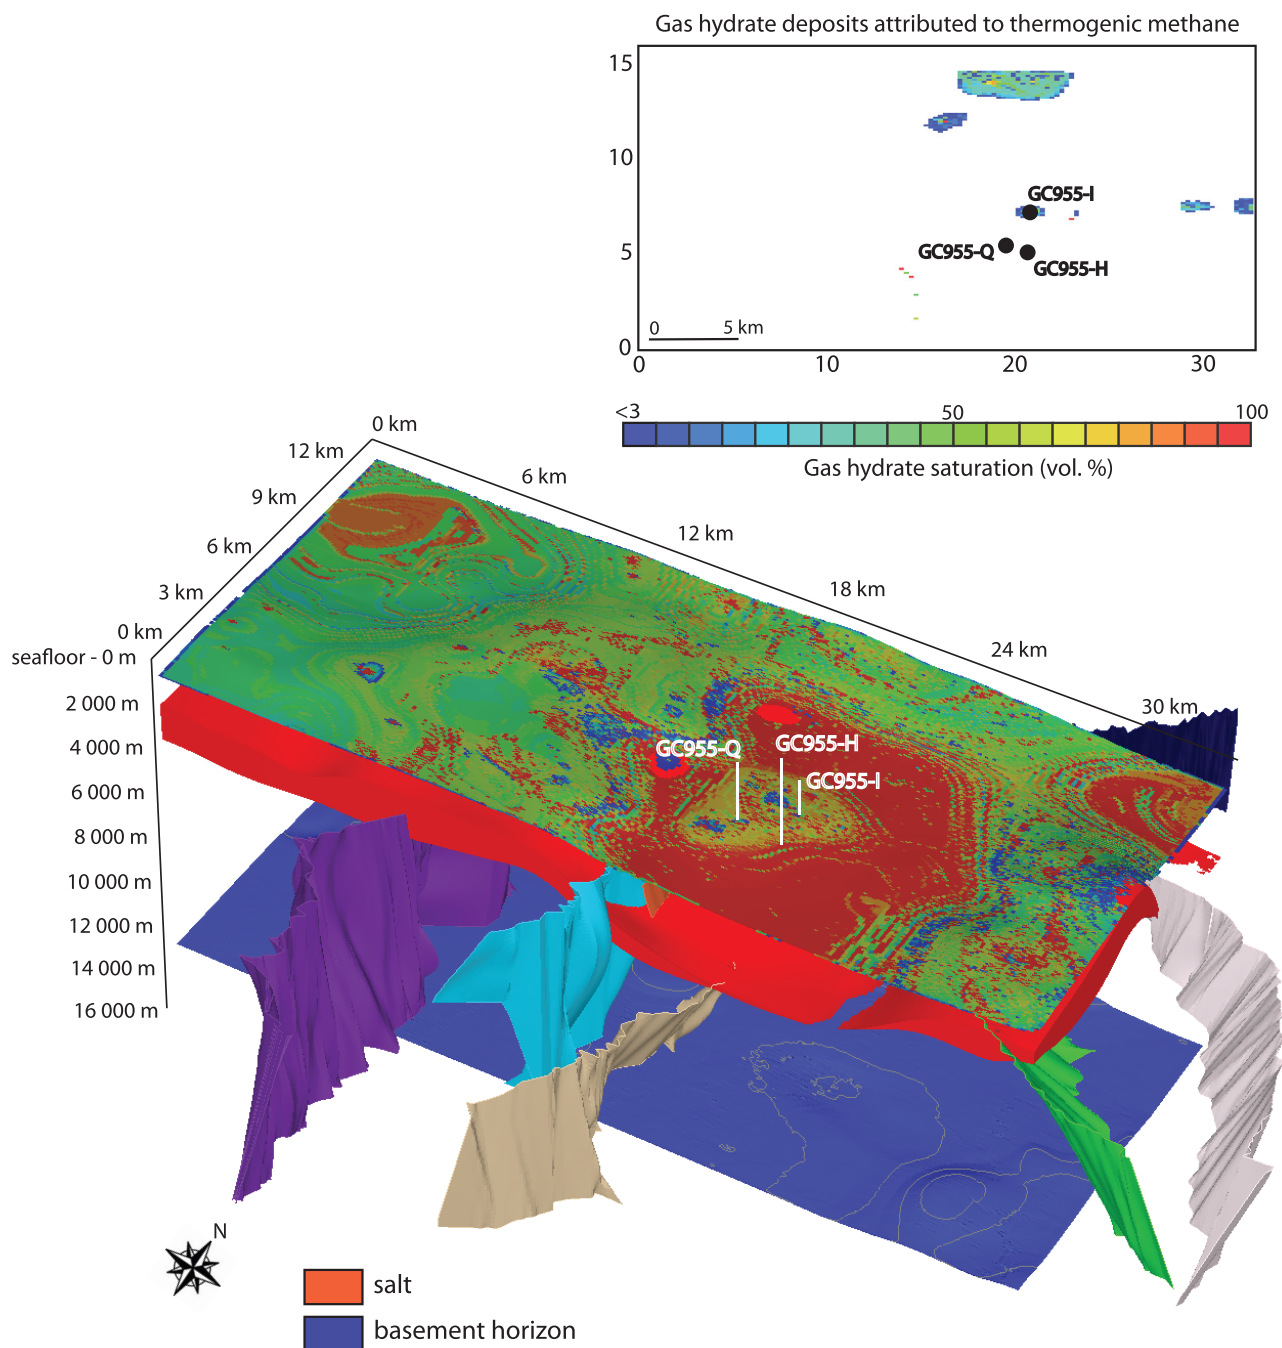 Gas hydrate deposits attributed to thermogenic methane
15
10
5
0
0 10 20 30
GC955-I
GC955-Q
GC955-H
0 5 km
<3 50 100
Gas hydrate saturation (vol. %)
0 km
12 km
9 km
6 km
3 km
0 km
6 km
12 km
18 km
24 km
30 km
seafloor - 0 m
2 000 m
4 000 m
6 000 m
8 000 m
10 000 m
12 000 m
14 000 m
16 000 m
GC955-Q
GC955-H
GC955-I
N
salt
basement horizon